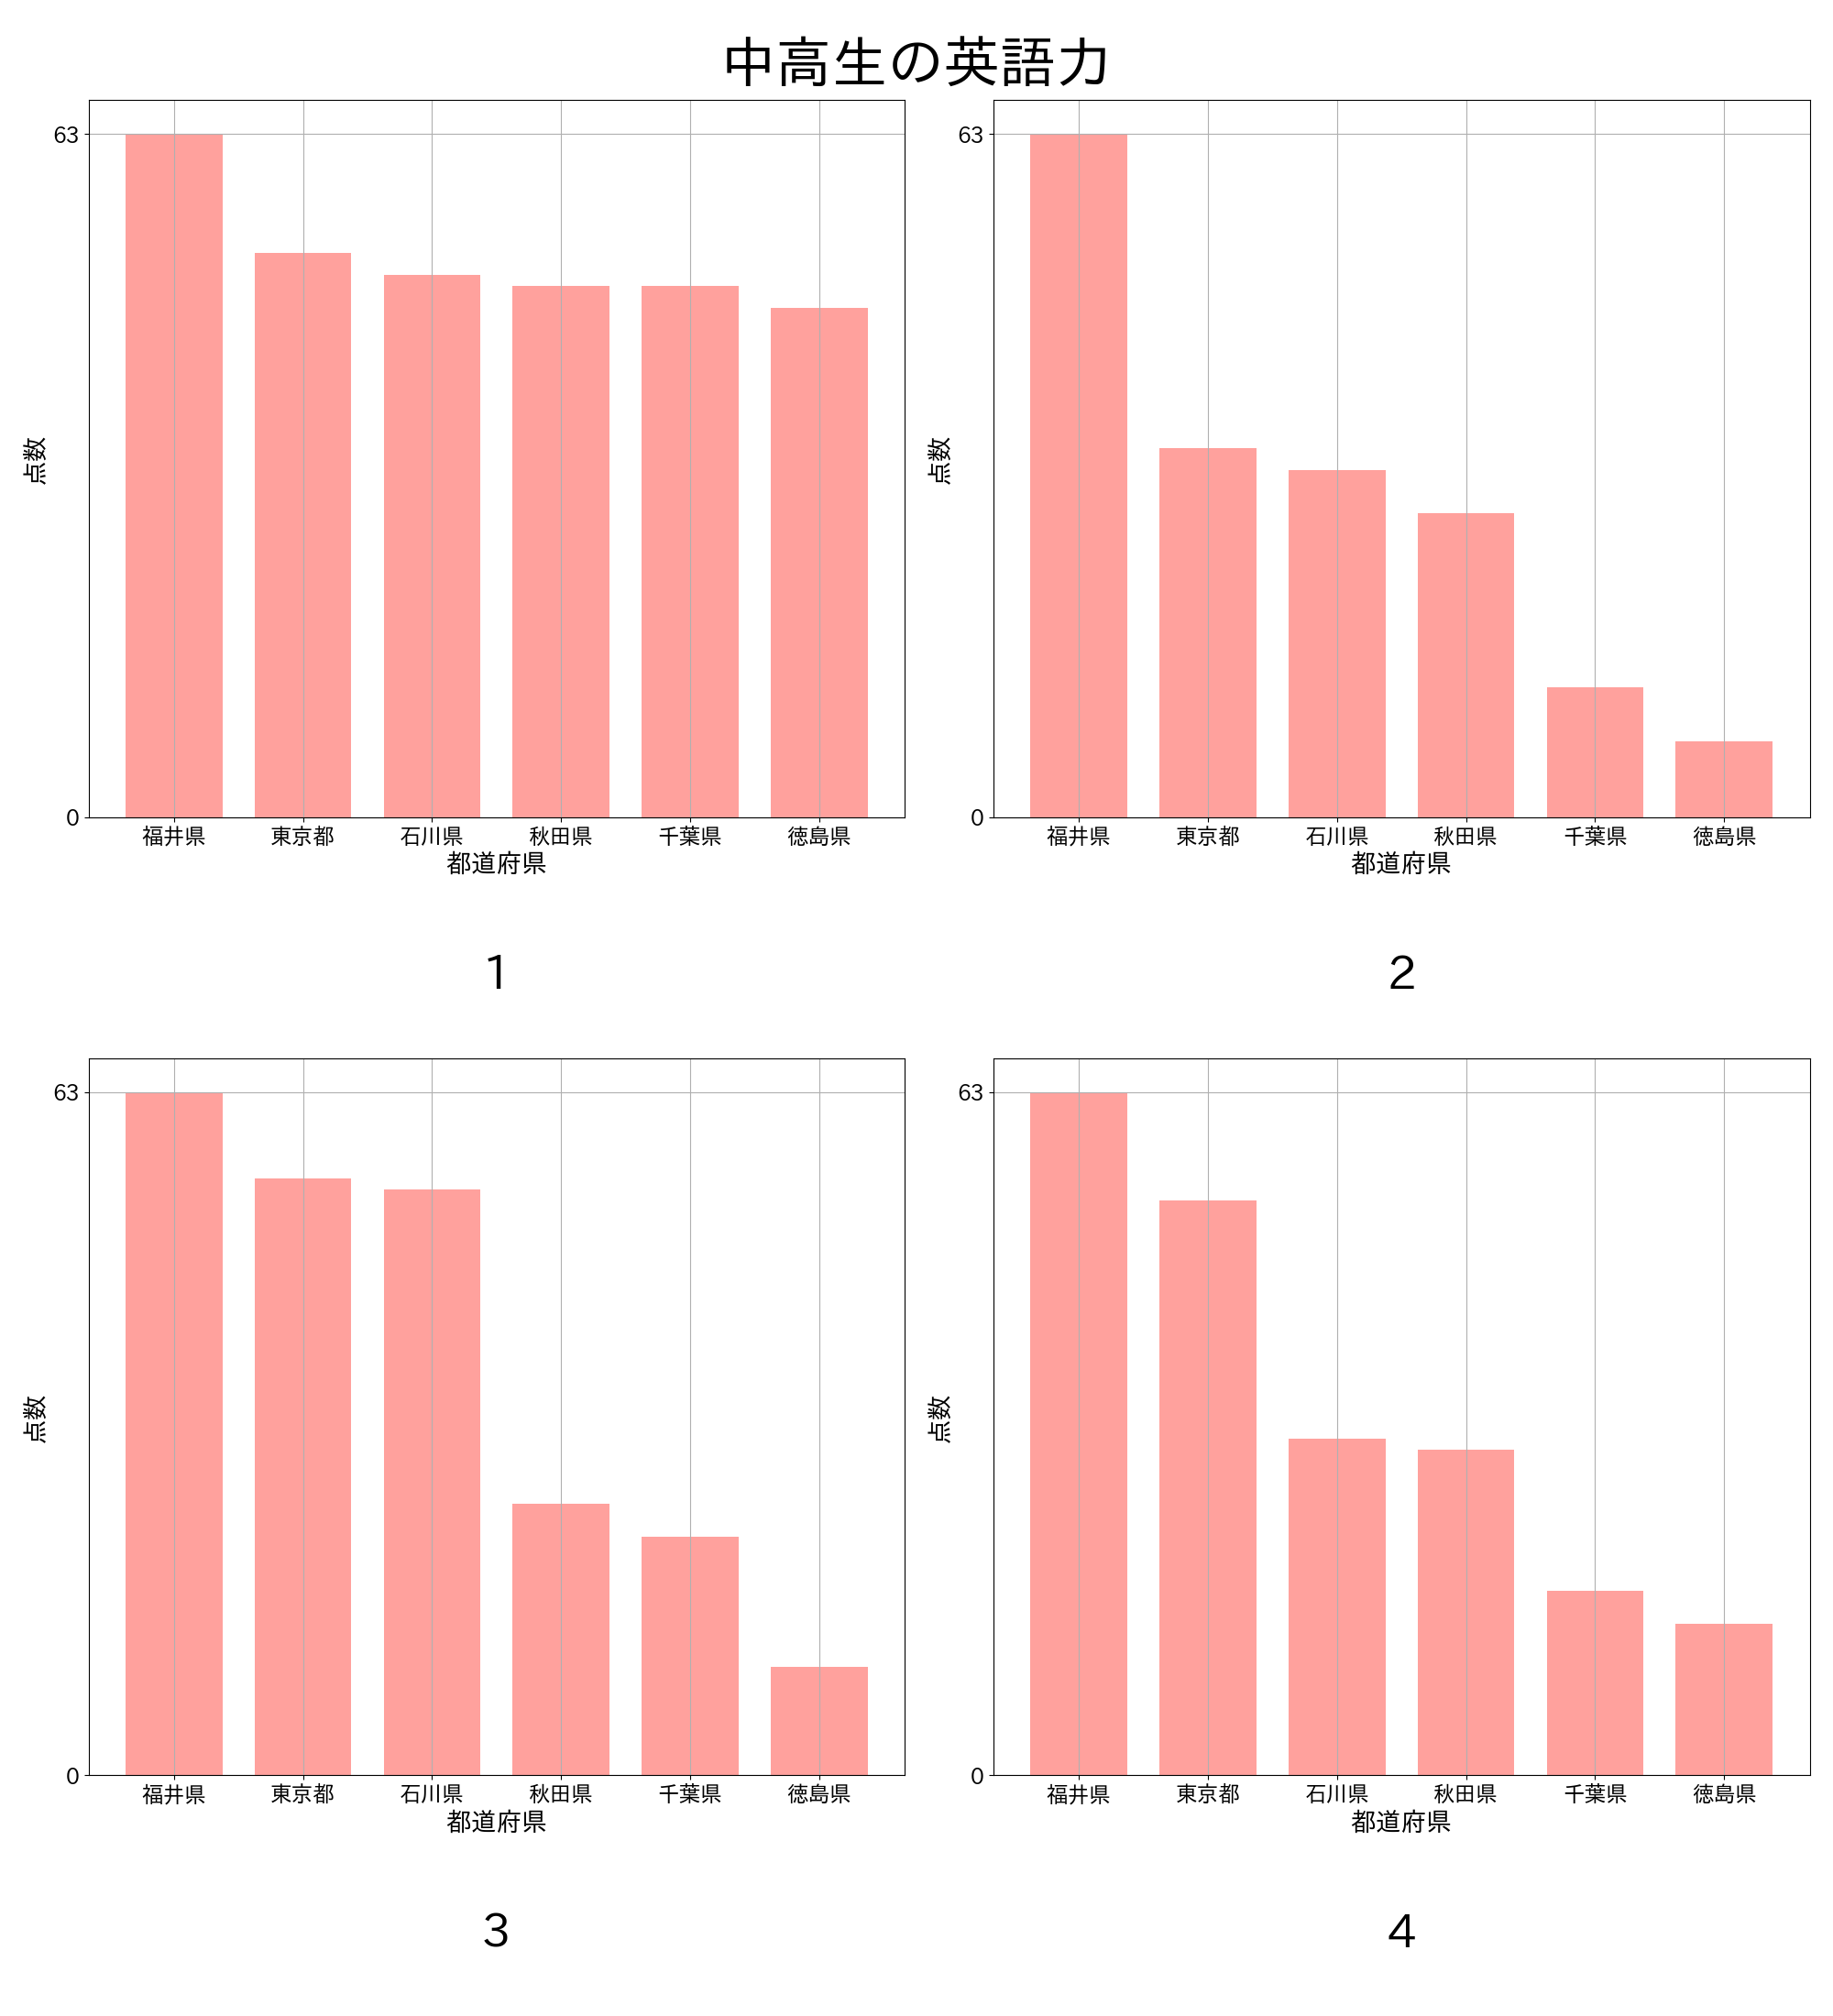 中高生の英語力
63
0
点数
福井県 東京都 石川県 秋田県 千葉県 徳島県
都道府県
1
63
0
点数
福井県 東京都 石川県 秋田県 千葉県 徳島県
都道府県
2
63
0
点数
福井県 東京都 石川県 秋田県 千葉県 徳島県
都道府県
3
63
0
点数
福井県 東京都 石川県 秋田県 千葉県 徳島県
都道府県
4